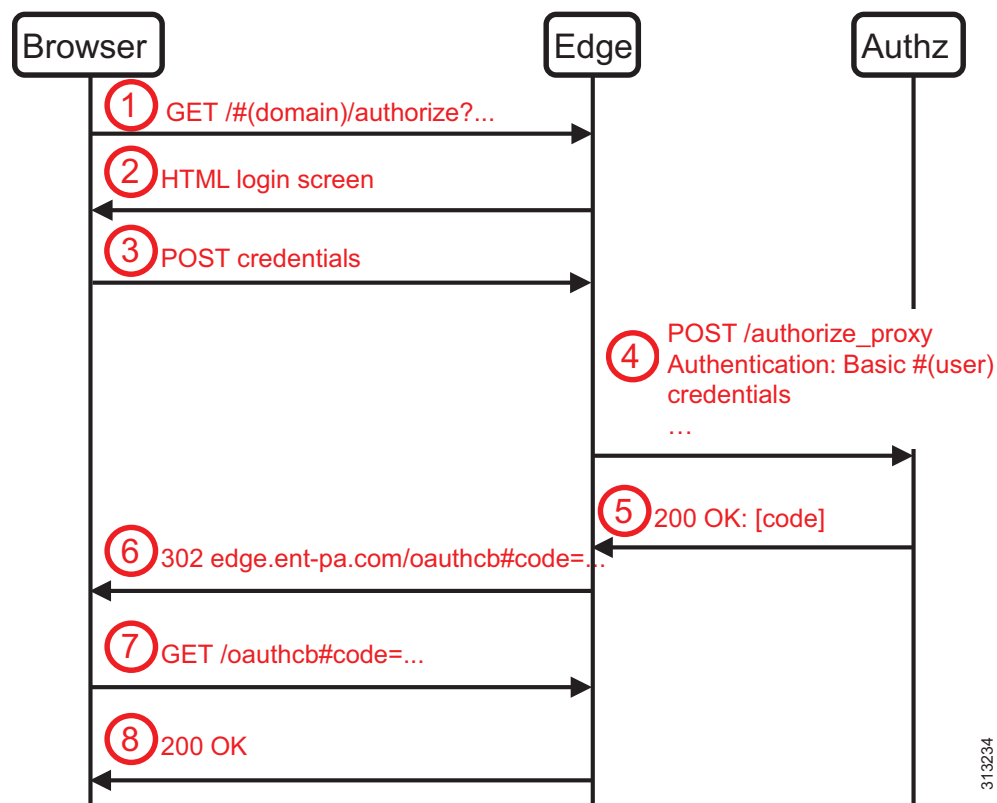 Browser
Edge
Authz
1 GET /#(domain)/authorize?...
2 HTML login screen
3 POST credentials
4 POST /authorize_proxy
Authentication: Basic #(user)
credentials
…
5 200 OK: [code]
6 302 edge.ent-pa.com/oauthcb#code=...
7 GET /oauthcb#code=...
8 200 OK
313234